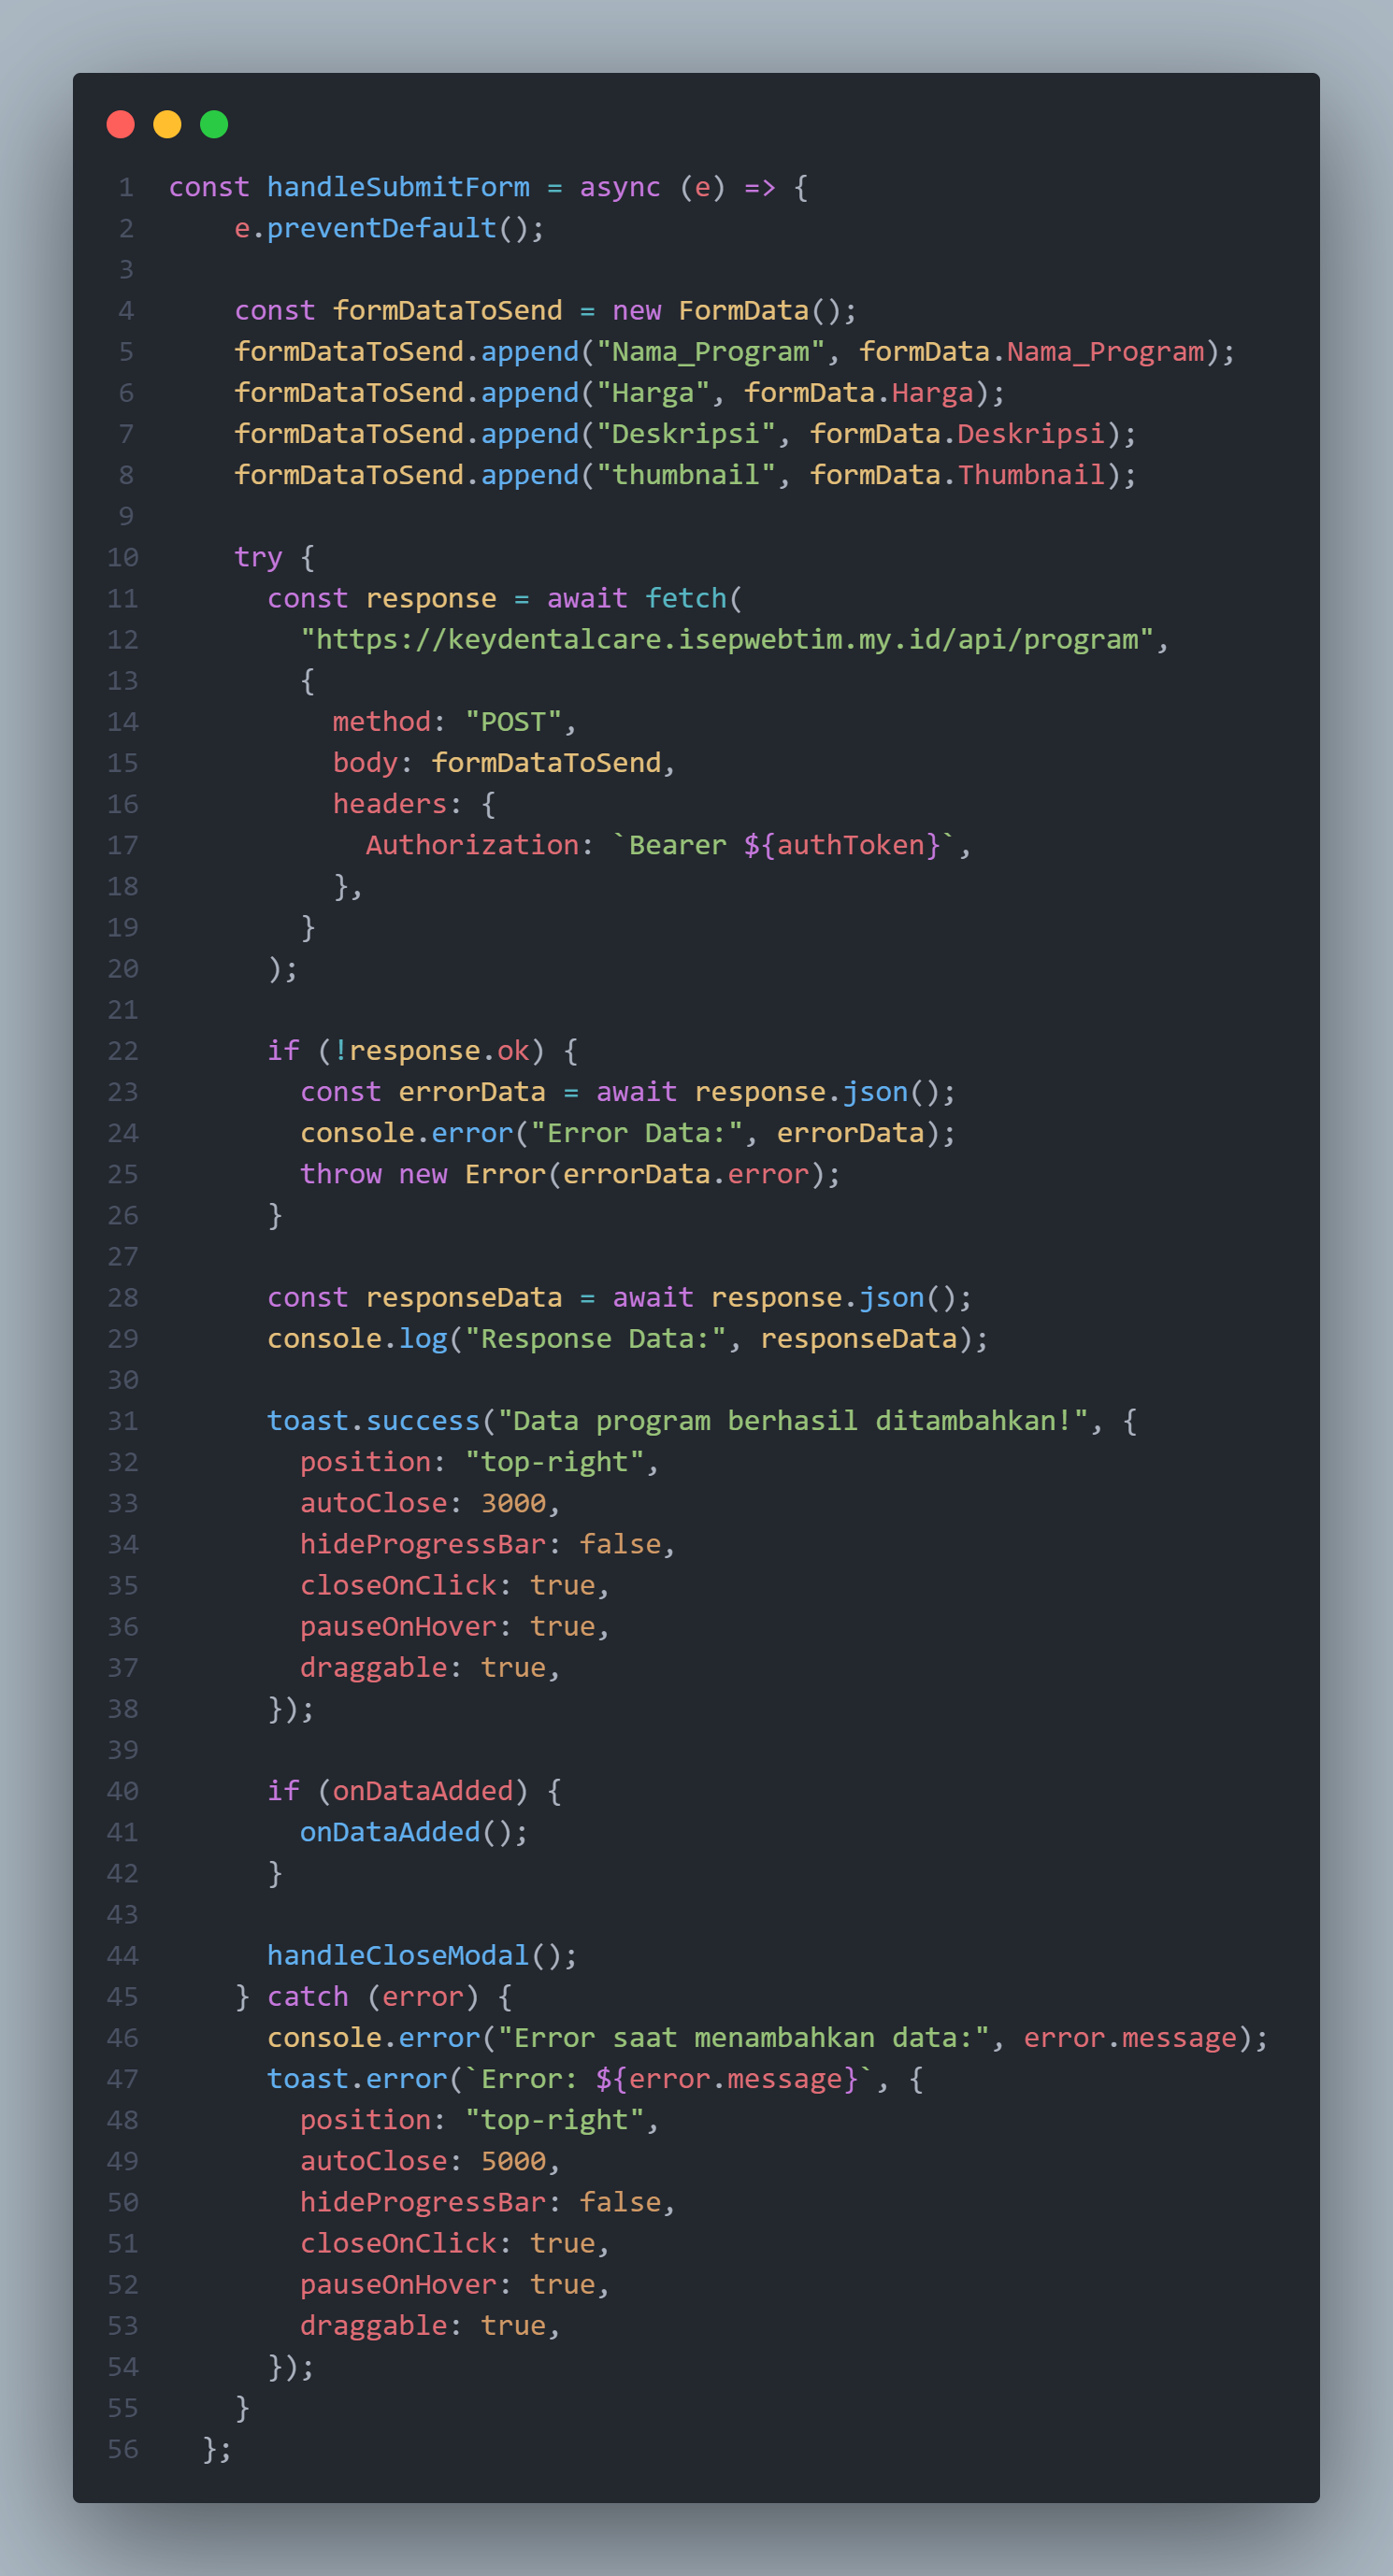 1 const handleSubmitForm = async (e) => {
2 e.preventDefault();
3
4 const formDataToSend = new FormData();
5 formDataToSend.append("Nama_Program", formData.Nama_Program);
6 formDataToSend.append("Harga", formData.Harga);
7 formDataToSend.append("Deskripsi", formData.Deskripsi);
8 formDataToSend.append("thumbnail", formData.Thumbnail);
9
10 try {
11 const response = await fetch(
12 "https://keydentalcare.isepwebtim.my.id/api/program",
13 {
14 method: "POST",
15 body: formDataToSend,
16 headers: {
17 Authorization: `Bearer ${authToken}`,
18 },
19 }
20 );
21
22 if (!response.ok) {
23 const errorData = await response.json();
24 console.error("Error Data:", errorData);
25 throw new Error(errorData.error);
26 }
27
28 const responseData = await response.json();
29 console.log("Response Data:", responseData);
30
31 toast.success("Data program berhasil ditambahkan!", {
32 position: "top-right",
33 autoClose: 3000,
34 hideProgressBar: false,
35 closeOnClick: true,
36 pauseOnHover: true,
37 draggable: true,
38 });
39
40 if (onDataAdded) {
41 onDataAdded();
42 }
43
44 handleCloseModal();
45 } catch (error) {
46 console.error("Error saat menambahkan data:", error.message);
47 toast.error(`Error: ${error.message}`, {
48 position: "top-right",
49 autoClose: 5000,
50 hideProgressBar: false,
51 closeOnClick: true,
52 pauseOnHover: true,
53 draggable: true,
54 });
55 }
56 };